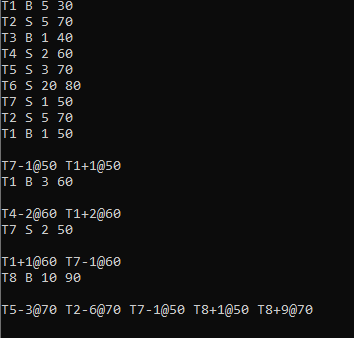 T1 B 5 30
T2 S 5 70
T3 B 1 40
T4 S 2 60
T5 S 3 70
T6 S 20 80
T7 S 1 50
T2 S 5 70
T1 B 1 50
T7-1@50 T1+1@50
T1 B 3 60
T4-2@60 T1+2@60
T7 S 2 50
T1+1@60 T7-1@60
T8 B 10 90
T5-3@70 T2-6@70 T7-1@50 T8+1@50 T8+9@70